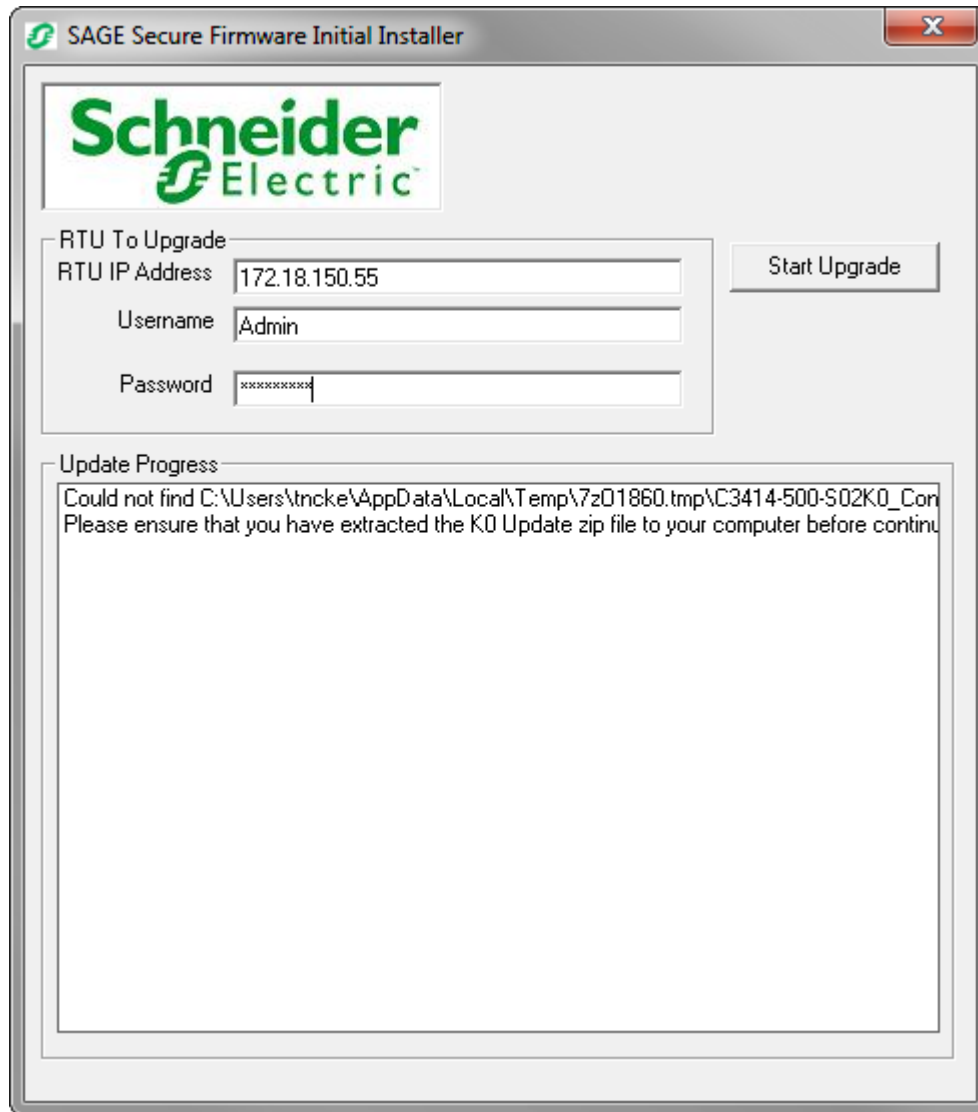 SAGE Secure Firmware Initial Installer
Schneider
Electric
RTU To Upgrade
RTU IP Address
172.18.150.55
Start Upgrade
Username
Admin
Password
*********
Update Progress
Could not find C:\Users\tncke\AppData\Local\Temp\7zO1860.tmp\C3414-500-S02K0_Con
Please ensure that you have extracted the K0 Update zip file to your computer before continu